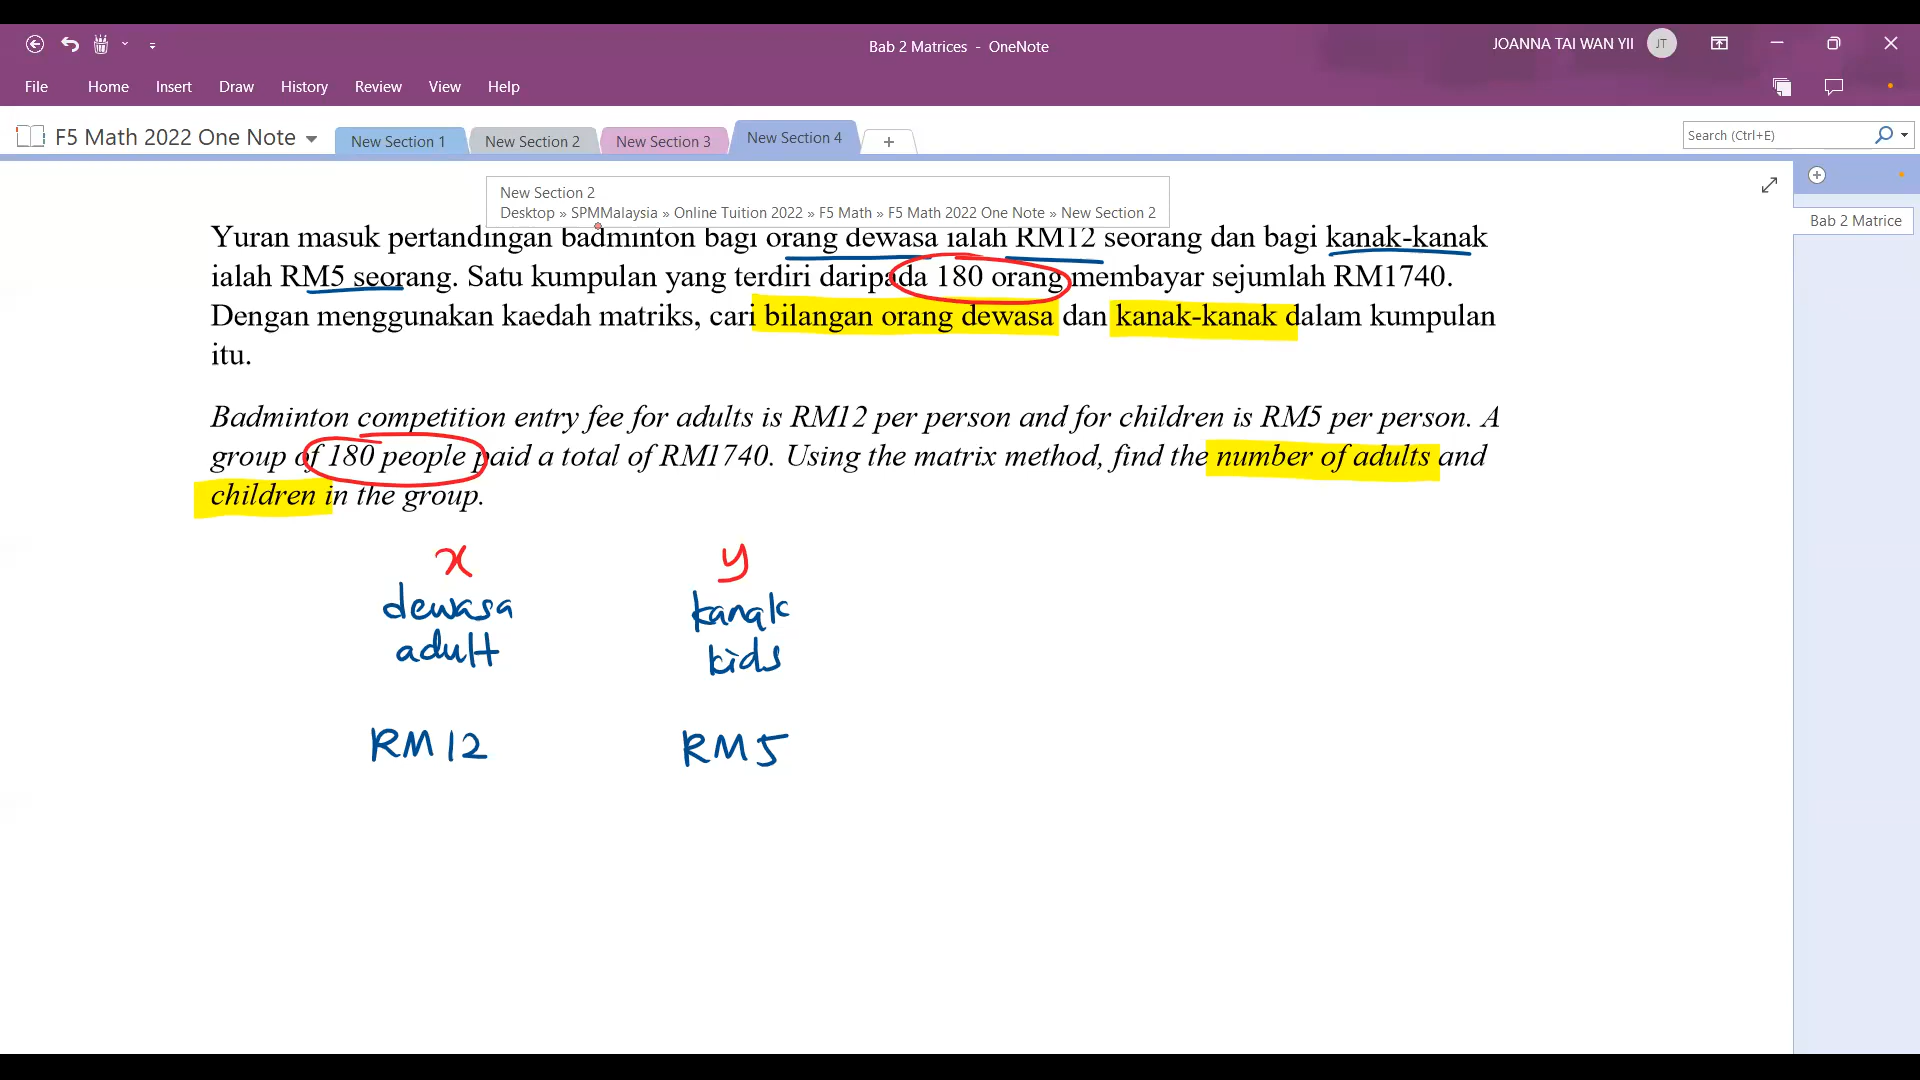 Bab 2 Matrices - OneNote
JOANNA TAI WAN YII
JT
File Home Insert Draw History Review View Help
F5 Math 2022 One Note
New Section 1
New Section 2
New Section 3
New Section 4
+
Search (Ctrl+E)
Bab 2 Matrice
New Section 2
Desktop » SPMMalaysia » Online Tuition 2022 » F5 Math » F5 Math 2022 One Note » New Section 2
Yuran masuk pertandingan badminton bagi orang dewasa ialah RM12 seorang dan bagi kanak-kanak
ialah RM5 seorang. Satu kumpulan yang terdiri daripada 180 orang membayar sejumlah RM1740.
Dengan menggunakan kaedah matriks, cari bilangan orang dewasa dan kanak-kanak dalam kumpulan
itu.
Badminton competition entry fee for adults is RM12 per person and for children is RM5 per person. A
group of 180 people paid a total of RM1740. Using the matrix method, find the number of adults and
children in the group.
x y
dewasa kanak
adult kids
RM12 RM5